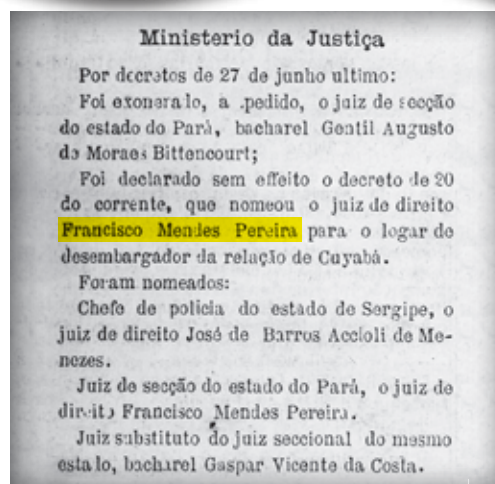 Ministerio da Justiça
Por decretos de 27 de junho ultimo:
Foi exoneralo, a pedido, o juiz de secção
do estado do Pará, bacharel Gentil Augusto
de Moraes Bittencourt;
Foi declarado sem effeito o decreto de 20
do corrente, que nomeou o juiz de direito
Francisco Mendes Pereira para o logar de
desembargador da relação de Cuyabá.
Foram nomeados:
Chefe de policia do estado de Sergipe, o
juiz de direito José de Barros Accioli de Me-
nezes.
Juiz de secção do estado do Pará, o juiz de
direito Francisco Mendes Pereira.
Juiz substituto do juiz seccional do mesmo
estalo, bacharel Gaspar Vicente da Costa.